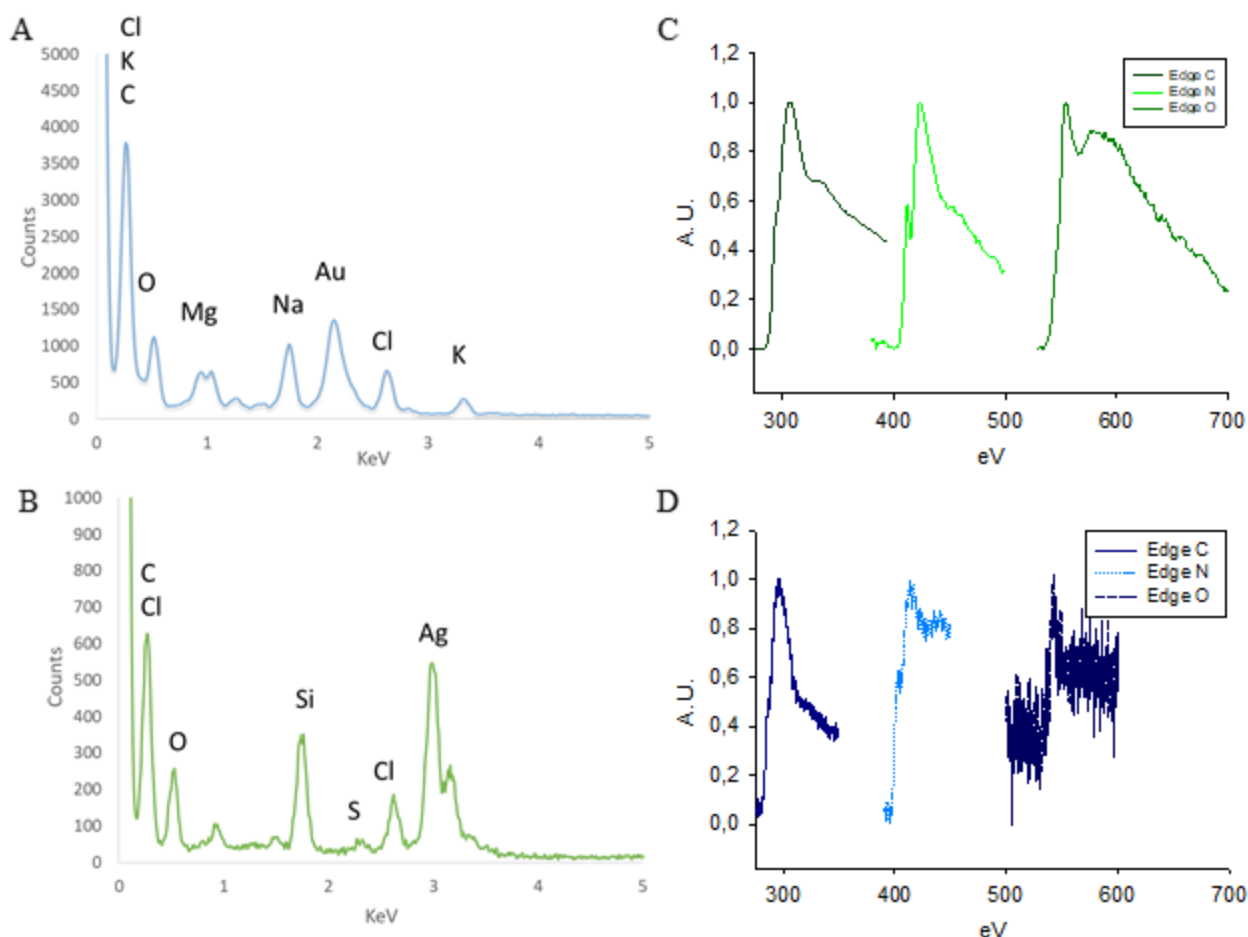 A
Cl
K
C
O
Mg
Na
Au
Cl
K
5000
4500
4000
3500
3000
2500
2000
1500
1000
500
0
Counts
0 1 2 3 4 5
KeV
B
C
Cl
O
Si
S
Cl
Ag
1000
900
800
700
600
500
400
300
200
100
0
Counts
0 1 2 3 4 5
KeV
C
1,2
1,0
0,8
0,6
0,4
0,2
0,0
A. U.
Edge C
Edge N
Edge O
300 400 500 600 700
eV
D
1,2
1,0
0,8
0,6
0,4
0,2
0,0
A. U.
Edge C
Edge N
Edge O
300 400 500 600 700
eV